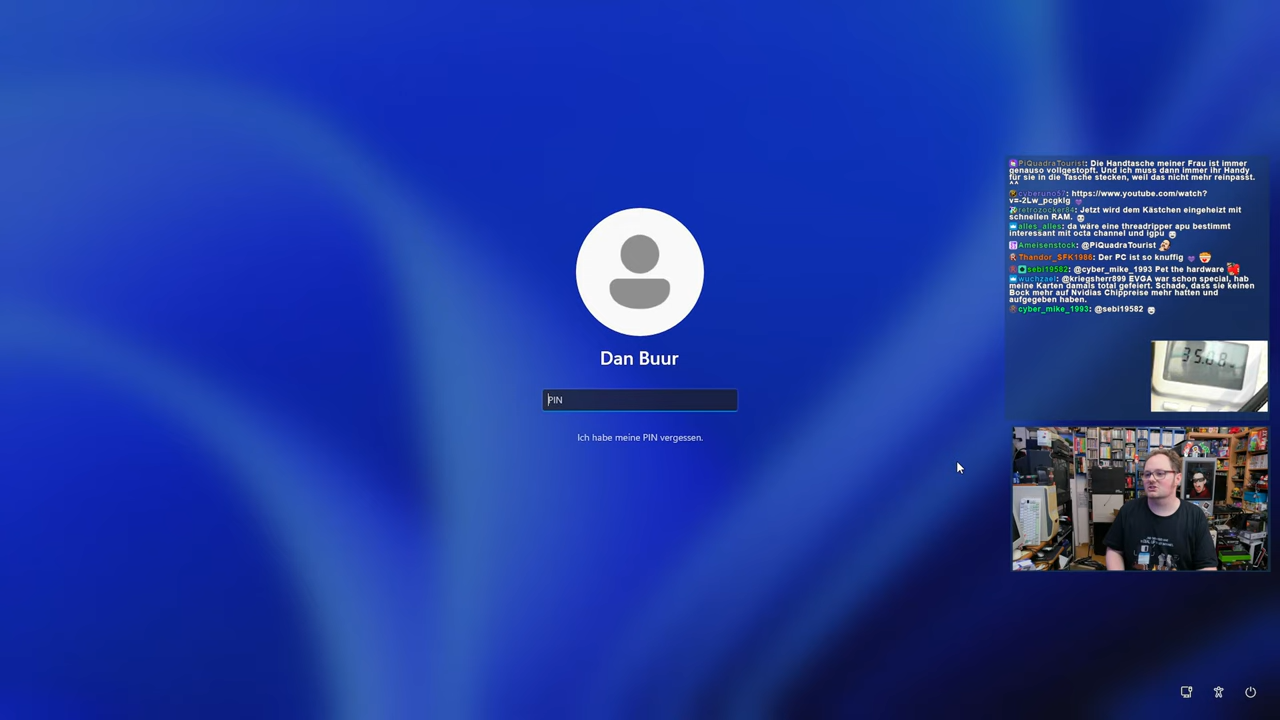 PiQuadraTourist: Die Handtasche meiner Frau ist immer
genauso vollgestopft. Und ich muss dann immer ihr Handy
für sie in die Tasche stecken, weil das nicht mehr reinpasst.
^^
cyberuno57: https://www.youtube.com/watch?
v=-2Lw_pcgkIg
retrozocker84: Jetzt wird dem Kästchen eingeheizt mit
schnellen RAM.
alles_alles: da wäre eine threadripper apu bestimmt
interessant mit octa channel und igpu
Ameisenstock: @PiQuadraTourist
Thandor_SFK1986: Der PC ist so knuffig
sebi19582: @cyber_mike_1993 Pet the hardware
wuchzael: @kriegsherr899 EVGA war schon special, hab
meine Karten damals total gefeiert. Schade, dass sie keinen
Bock mehr auf Nvidias Chippreise mehr hatten und
aufgegeben haben.
cyber_mike_1993: @sebi19582
Dan Buur
PIN
Ich habe meine PIN vergessen.